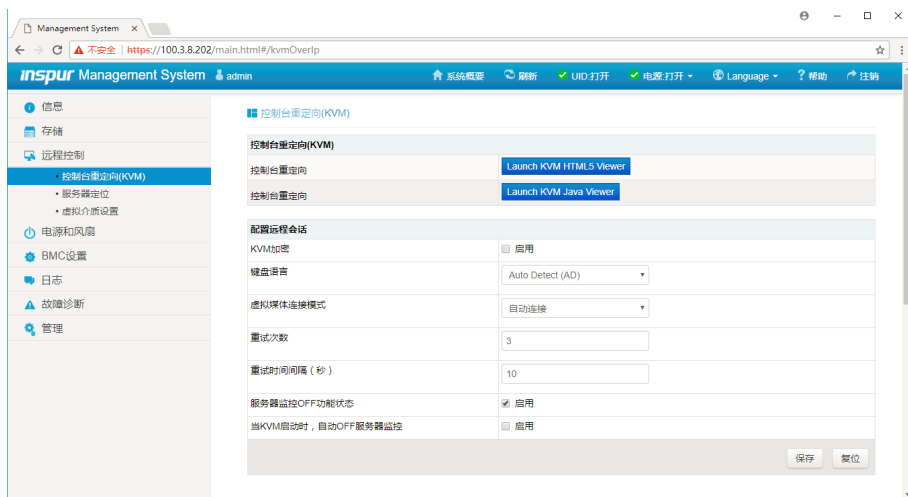 Management System
不安全 | https://100.3.8.202/main.html#/kvmOverIp
inspur Management System admin 系统概要 刷新 UID:打开 电源:打开 Language 帮助 注销
信息
存储
远程控制
• 控制台重定向(KVM)
• 服务器定位
• 虚拟介质设置
电源和风扇
BMC设置
日志
故障诊断
管理
控制台重定向(KVM)
控制台重定向(KVM)
控制台重定向 Launch KVM HTML5 Viewer
控制台重定向 Launch KVM Java Viewer
配置远程会话
KVM加密 启用
键盘语言 Auto Detect (AD)
虚拟媒体连接模式 自动连接
重试次数 3
重试时间间隔（秒） 10
服务器监控OFF功能状态 启用
当KVM启动时，自动OFF服务器监控 启用
保存 复位